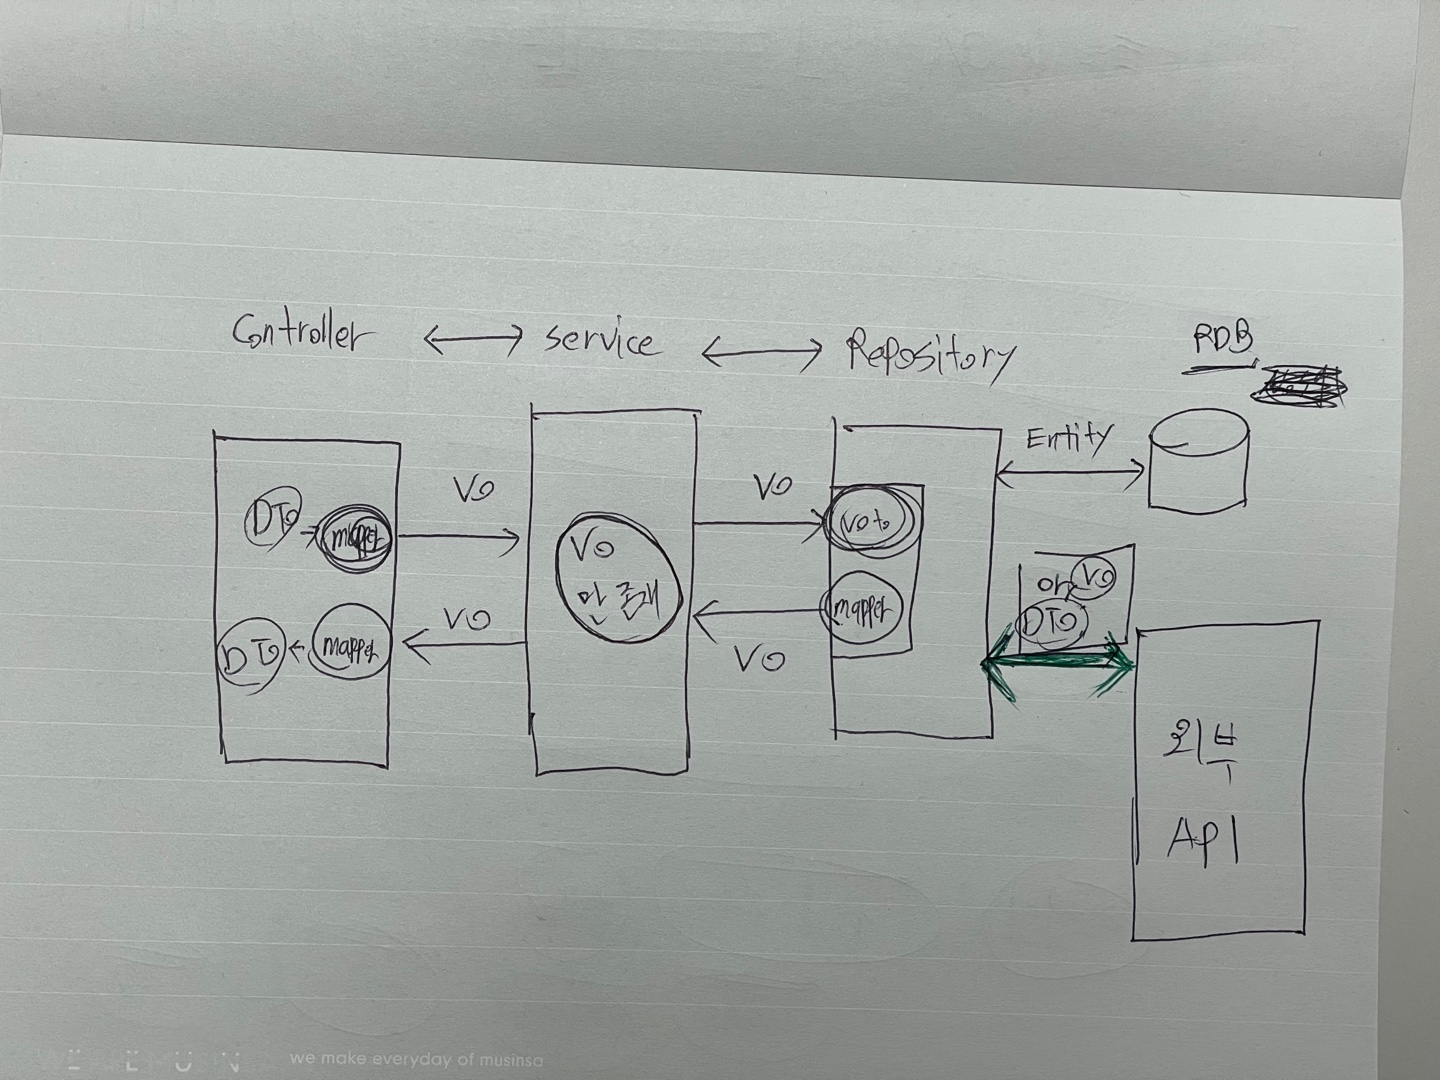 Controller
service
Repository
RDB
Entity
DTO
mapper
VO
VO
만 존재
VO
VO to
or VO
DTO
DTO
mapper
VO
mapper
VO
외부
API
we make everyday of musinsa